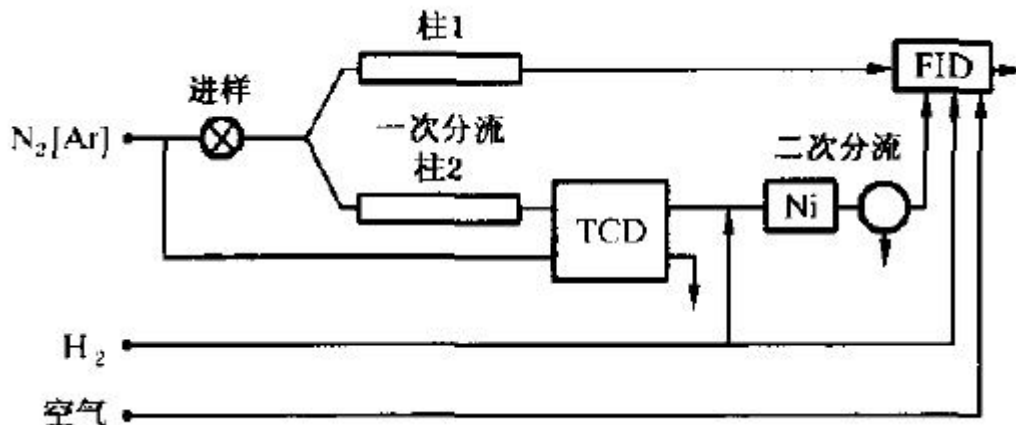 柱1
FID
进样
N₂[Ar]
一次分流
柱2
二次分流
TCD
Ni
H₂
空气